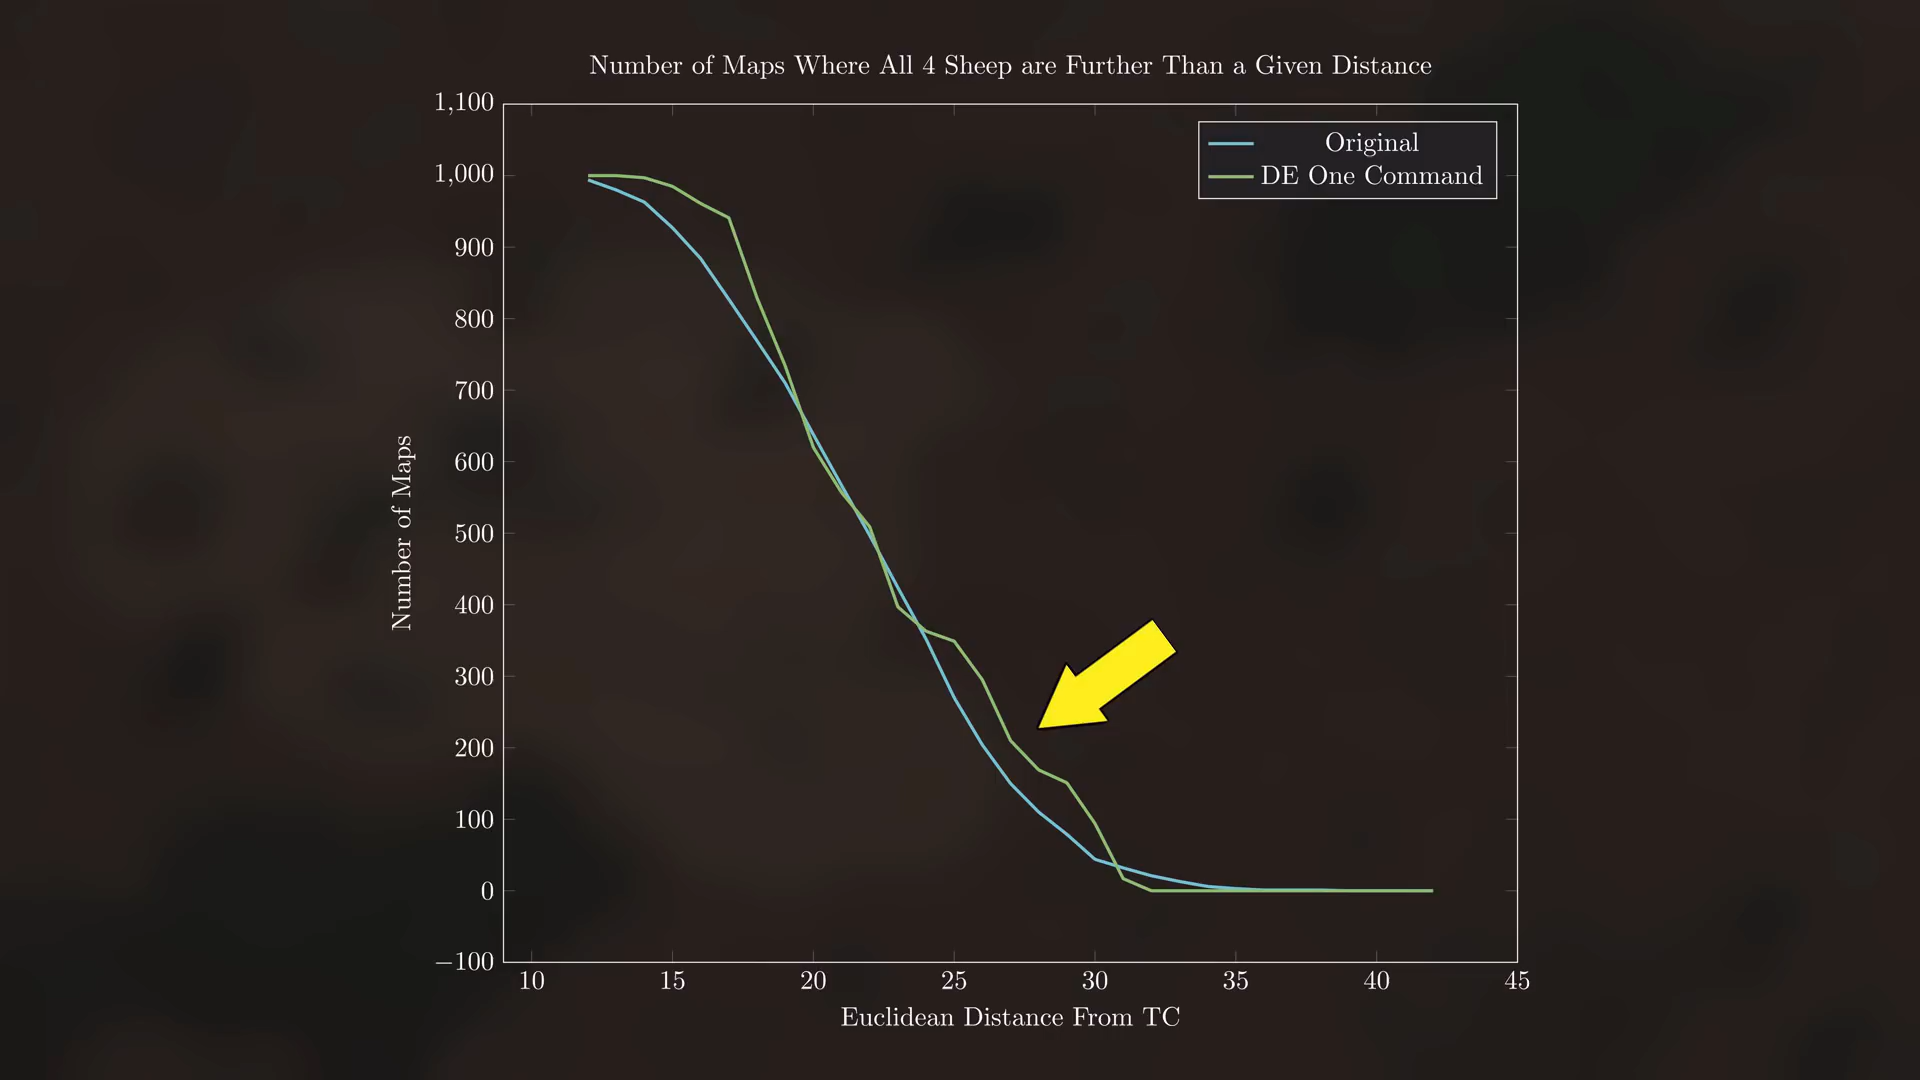 Number of Maps Where All 4 Sheep are Further Than a Given Distance
1,100
1,000
900
800
700
600
500
400
300
200
100
0
−100
Number of Maps
Original
DE One Command
10 15 20 25 30 35 40 45
Euclidean Distance From TC